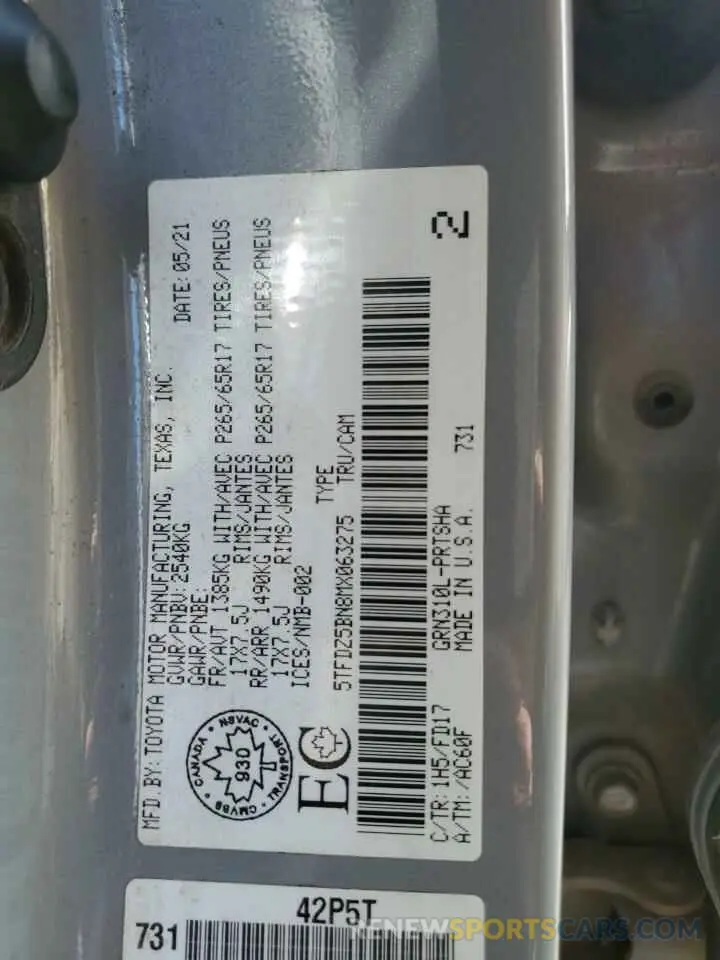 MFD.BY: TOYOTA MOTOR MANUFACTURING, TEXAS, INC.
GVWR/PNBV: 2540KG DATE: 05/21
GAWR/PNBE:
FR/AVT 1385KG WITH/AVEC P265/65R17 TIRES/PNEUS
17X7.5J RIMS/JANTES
RR/ARR 1490KG WITH/AVEC P265/65R17 TIRES/PNEUS
17X7.5J RIMS/JANTES
ICES/NMB-002
CANADA NSVAC
930
CMVSS TRANSPORT
EC
TYPE
5TFDZ5BN8MX063275 TRU/CAM
2
C/TR: 1H5/FD17 GRN310L-PRTSHA
A/TM: /AC60F MADE IN U.S.A. 731
42P5T
731
RENEWSPORTSCARS.COM